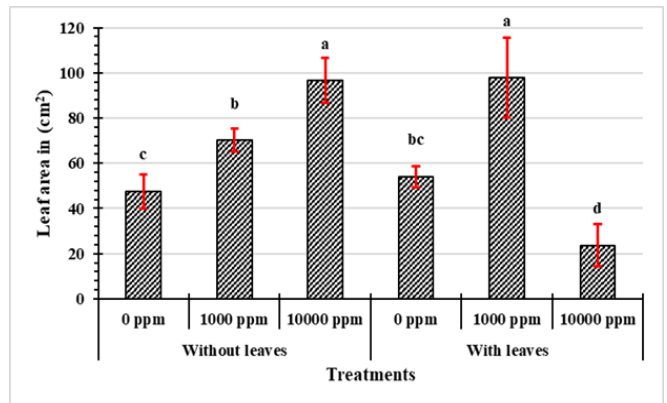 120
a
a
100
80
b
bc
c
60
40
d
20
0
Leaf area in (cm²)
0 ppm 1000 ppm 10000 ppm 0 ppm 1000 ppm 10000 ppm
Without leaves With leaves
Treatments